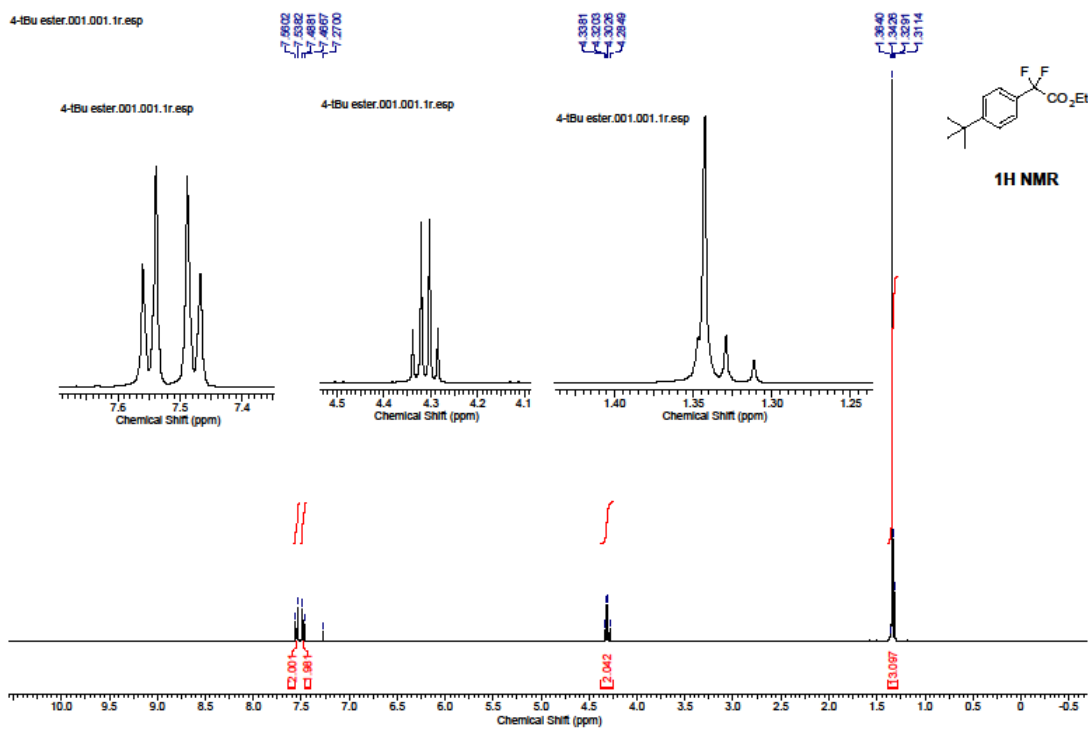 4-tBu ester.001.001.1r.esp
7.5602
7.5382
7.4881
7.4667
7.2700
4.3381
4.3203
4.3026
4.2849
1.3640
1.3426
1.3291
1.3114
4-tBu ester.001.001.1r.esp
7.6 7.5 7.4
Chemical Shift (ppm)
4-tBu ester.001.001.1r.esp
4.5 4.4 4.3 4.2 4.1
Chemical Shift (ppm)
4-tBu ester.001.001.1r.esp
1.40 1.35 1.30 1.25
Chemical Shift (ppm)
F F
CO2Et
1H NMR
2.001 1.981 2.042 13.097
10.0 9.5 9.0 8.5 8.0 7.5 7.0 6.5 6.0 5.5 5.0 4.5 4.0 3.5 3.0 2.5 2.0 1.5 1.0 0.5 0 -0.5
Chemical Shift (ppm)